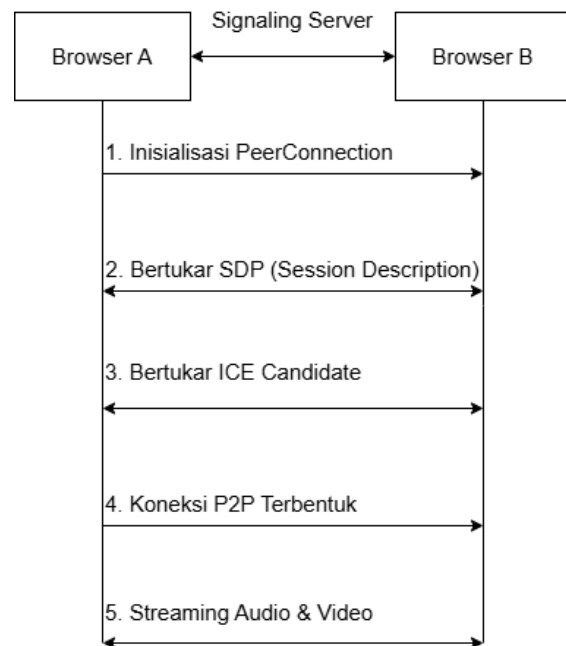 Signaling Server
Browser A
Browser B
1. Inisialisasi PeerConnection
2. Bertukar SDP (Session Description)
3. Bertukar ICE Candidate
4. Koneksi P2P Terbentuk
5. Streaming Audio & Video